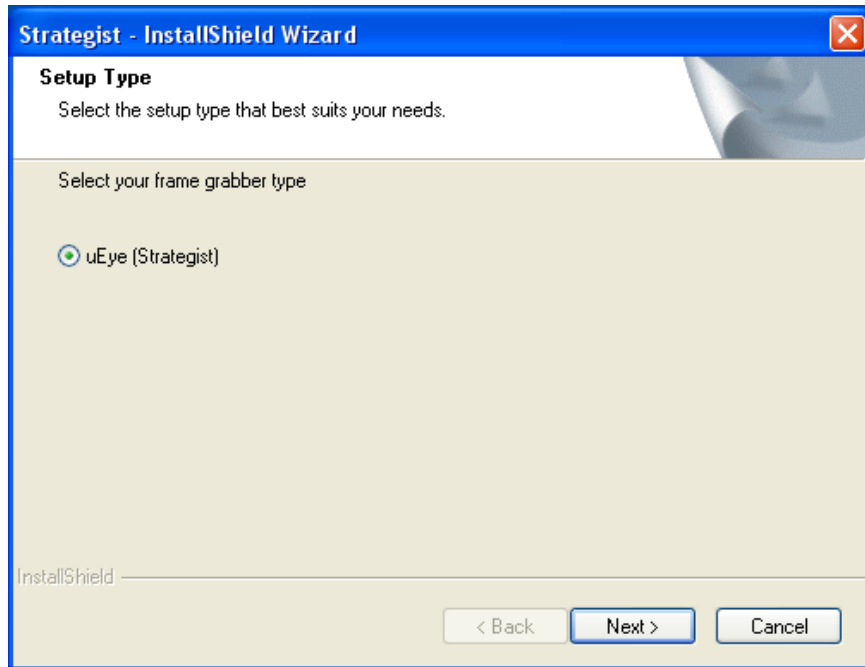 Strategist - InstallShield Wizard
Setup Type
Select the setup type that best suits your needs.
Select your frame grabber type
uEye (Strategist)
InstallShield
< Back Next > Cancel